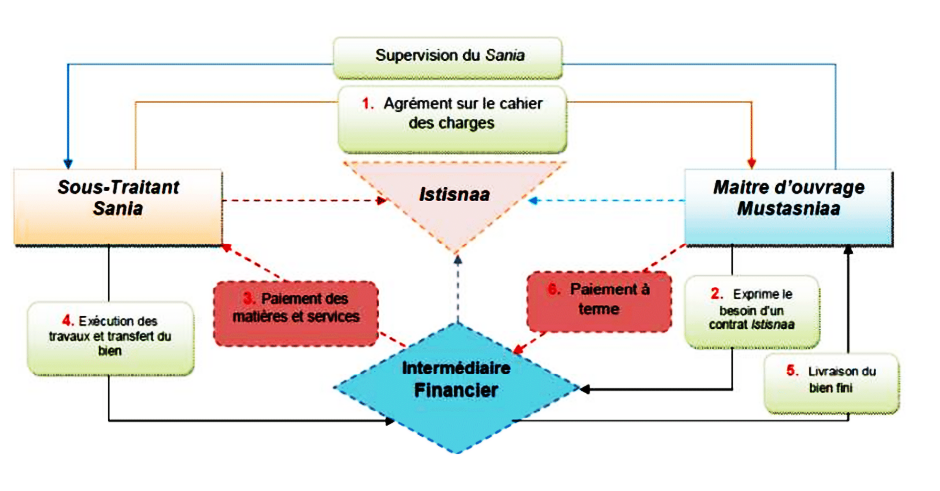 Supervision du Sania
1. Agrément sur le cahier
des charges
Sous-Traitant
Sania
Istisnaa
Maitre d'ouvrage
Mustasniaa
3. Paiement des
matières et services
6. Paiement à
terme
2. Exprime le
besoin d'un
contrat Istisnaa
4. Exécution des
travaux et transfert du
bien
Intermédiaire
Financier
5. Livraison du
bien fini